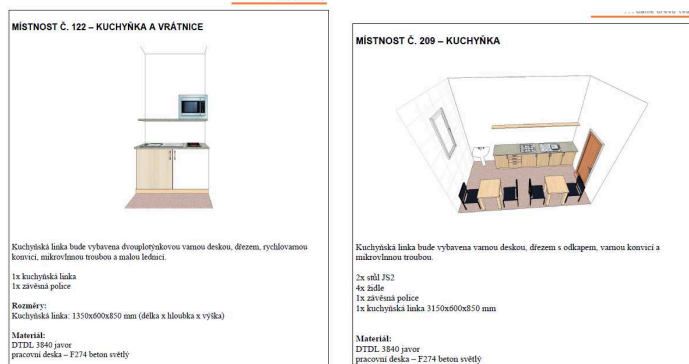 MÍSTNOST Č. 122 – KUCHYŇKA A VRÁTNICE
Kuchyňská linka bude vybavena dvouplotýnkovou varnou deskou, dřezem, rychlovarnou
konvicí, mikrovlnnou troubou a malou lednicí.
1x kuchyňská linka
1x závěsná police
Rozměry:
Kuchyňská linka: 1350x600x850 mm (délka x hloubka x výška)
Materiál:
DTDL 3840 javor
pracovní deska – F274 beton světlý
MÍSTNOST Č. 209 – KUCHYŇKA
Kuchyňská linka bude vybavena varnou deskou, dřezem s odkapem, varnou konvicí a
mikrovlnnou troubou.
2x stůl JS2
4x židle
1x závěsná police
1x kuchyňská linka 3150x600x850 mm
Materiál:
DTDL 3840 javor
pracovní deska – F274 beton světlý